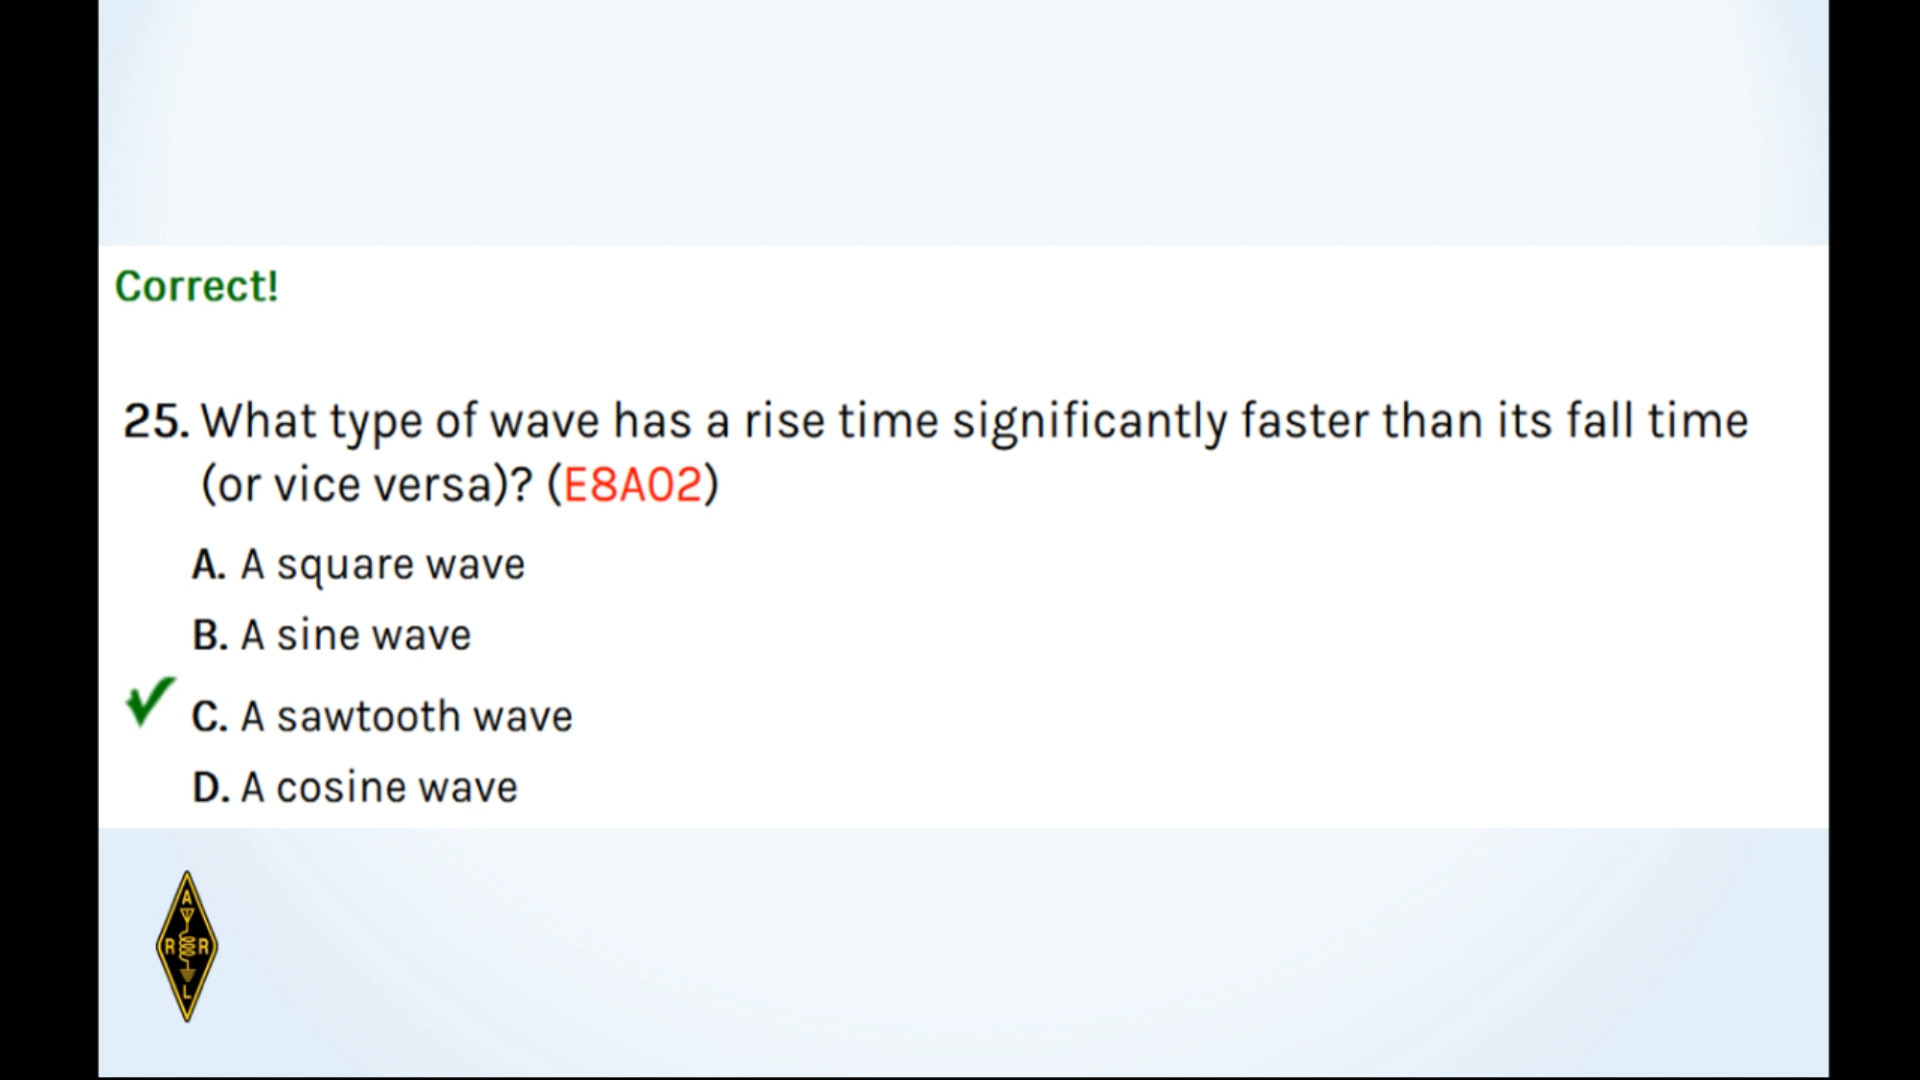 Correct!
25. What type of wave has a rise time significantly faster than its fall time
(or vice versa)? (E8A02)
A. A square wave
B. A sine wave
C. A sawtooth wave
D. A cosine wave
A
R R
L